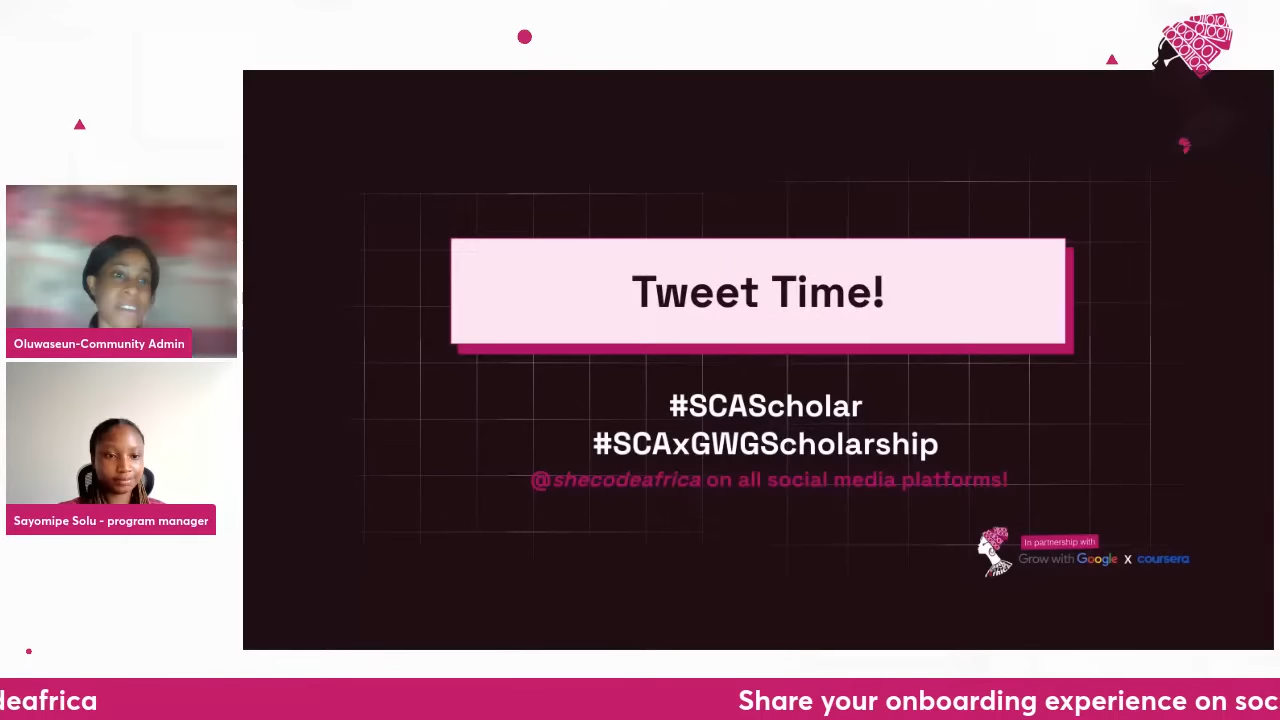 Tweet Time!
#SCAScholar
#SCAxGWGScholarship
@shecodeafrica on all social media platforms!
In partnership with
Grow with Google X coursera
Oluwaseun-Community Admin
Sayomipe Solu - program manager
deafrica
Share your onboarding experience on soc